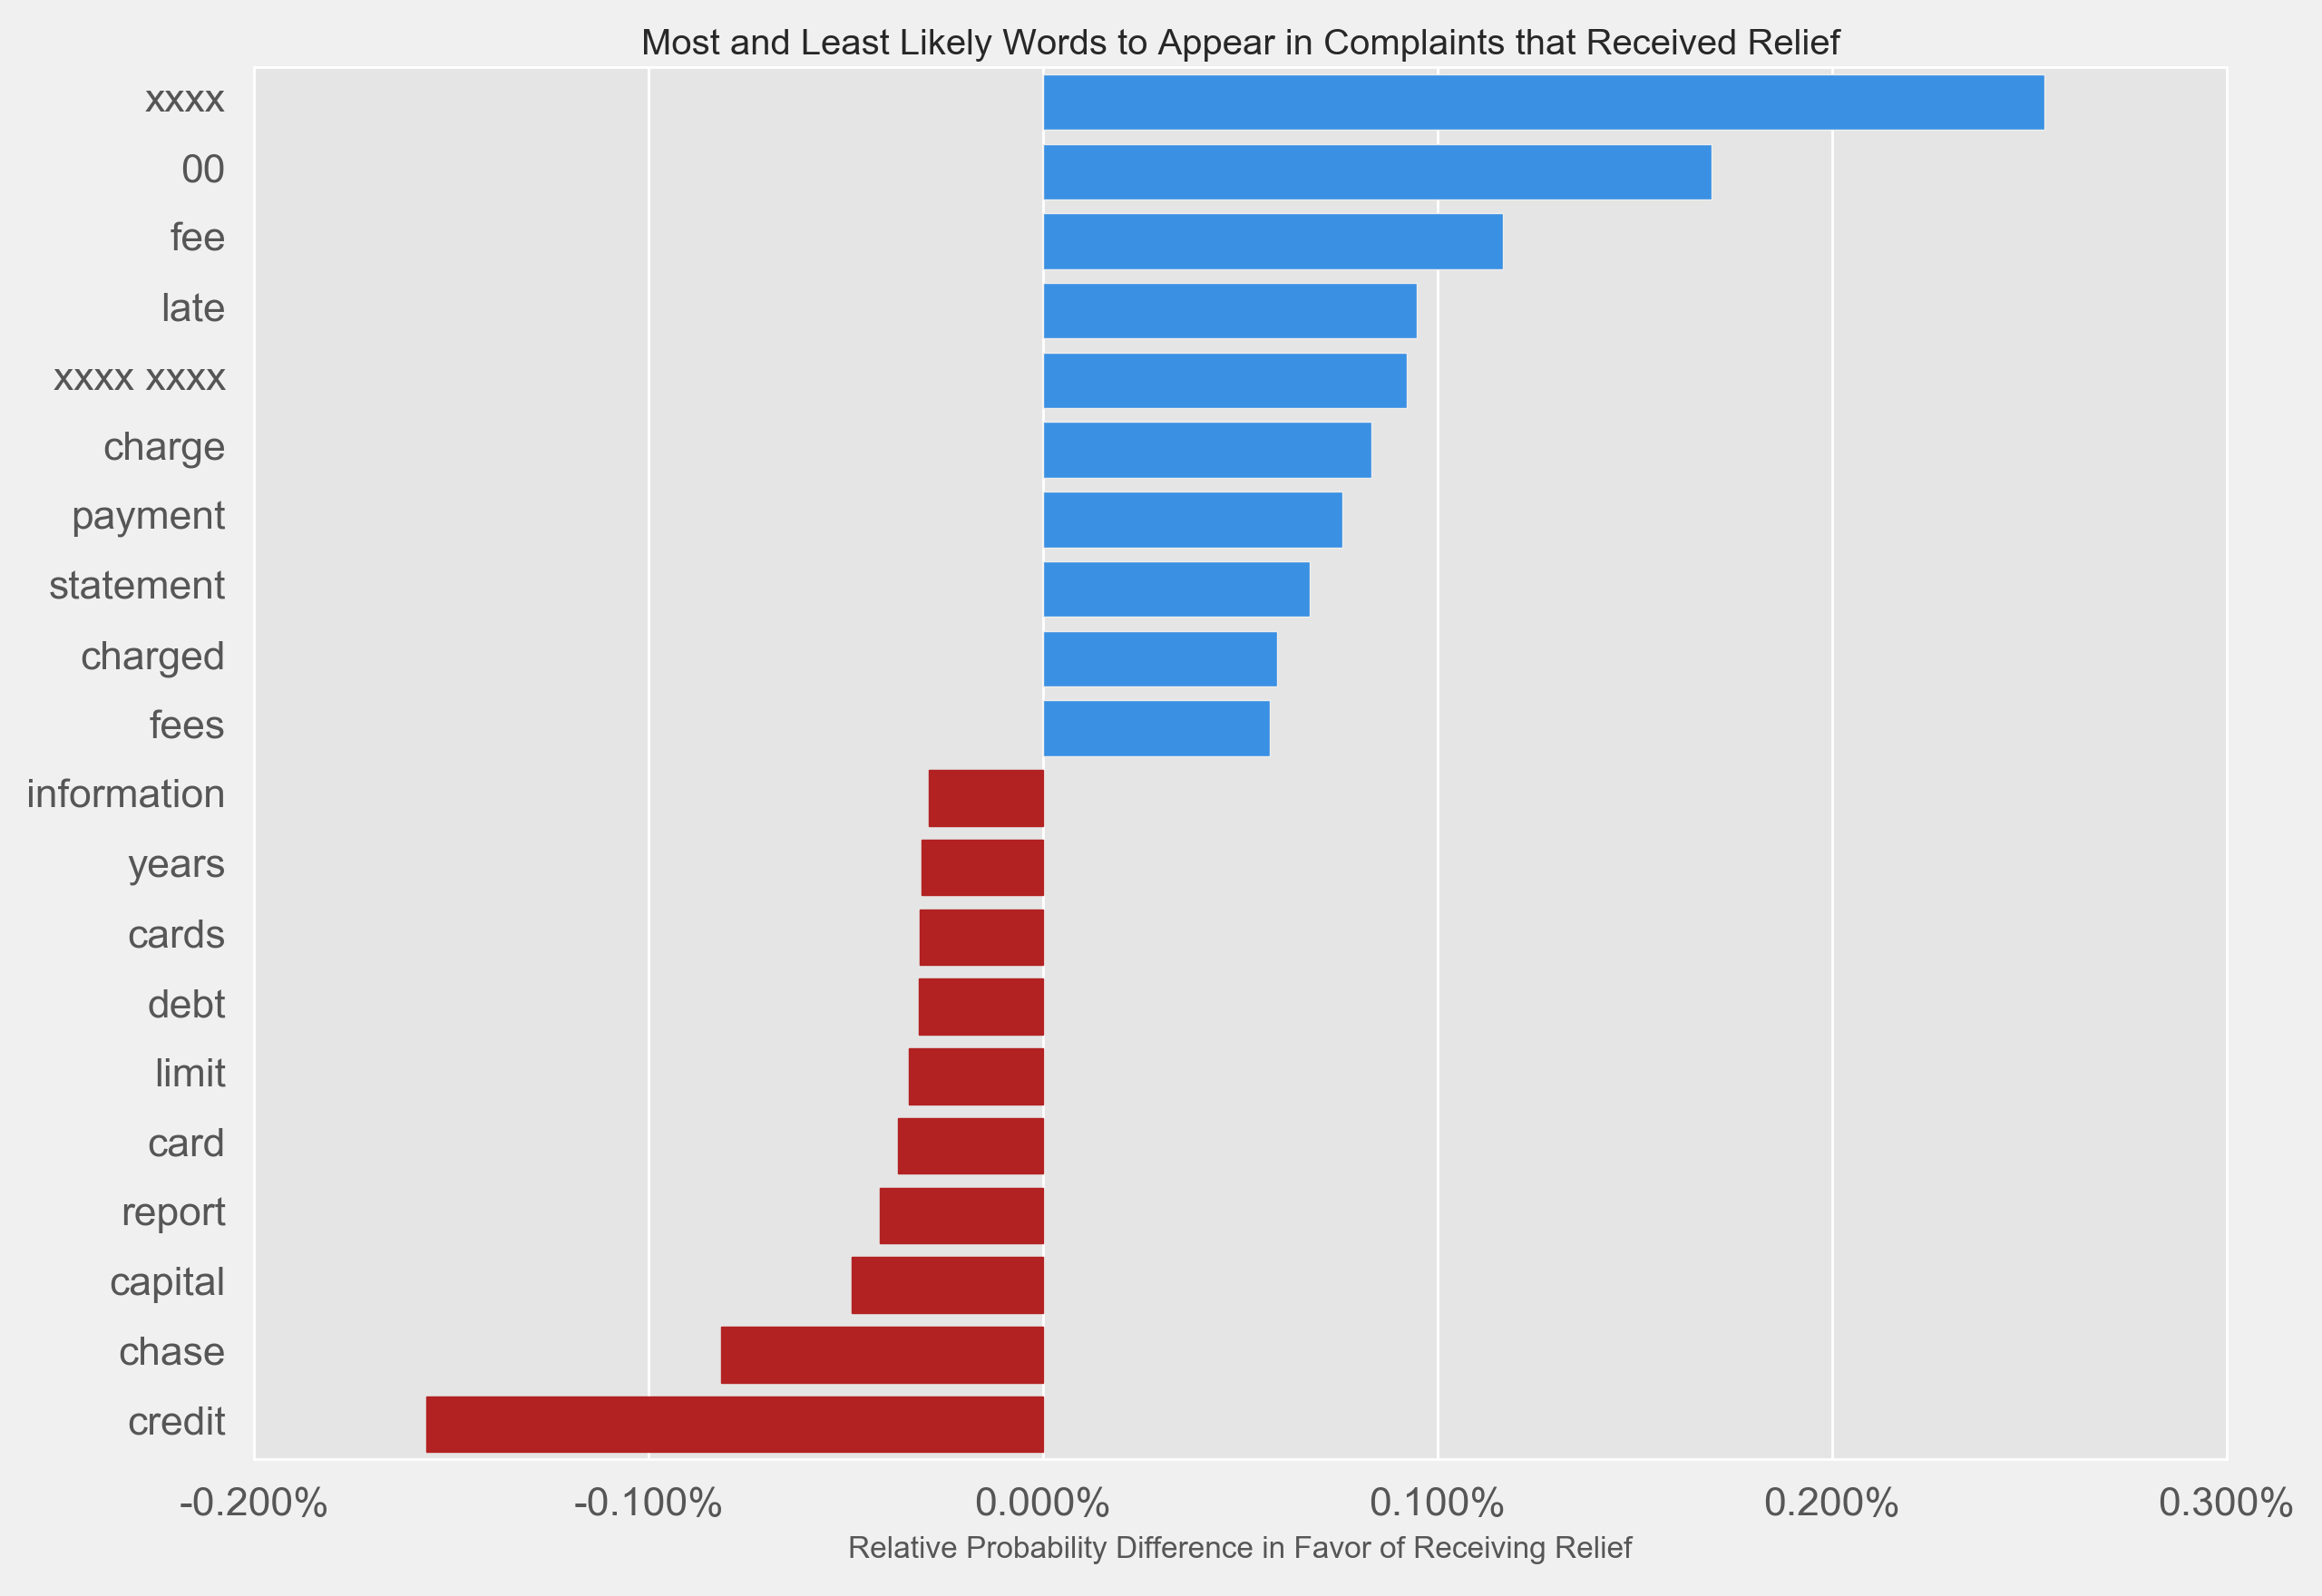 Most and Least Likely Words to Appear in Complaints that Received Relief
xxxx
00
fee
late
xxxx xxxx
charge
payment
statement
charged
fees
information
years
cards
debt
limit
card
report
capital
chase
credit
-0.200% -0.100% 0.000% 0.100% 0.200% 0.300%
Relative Probability Difference in Favor of Receiving Relief